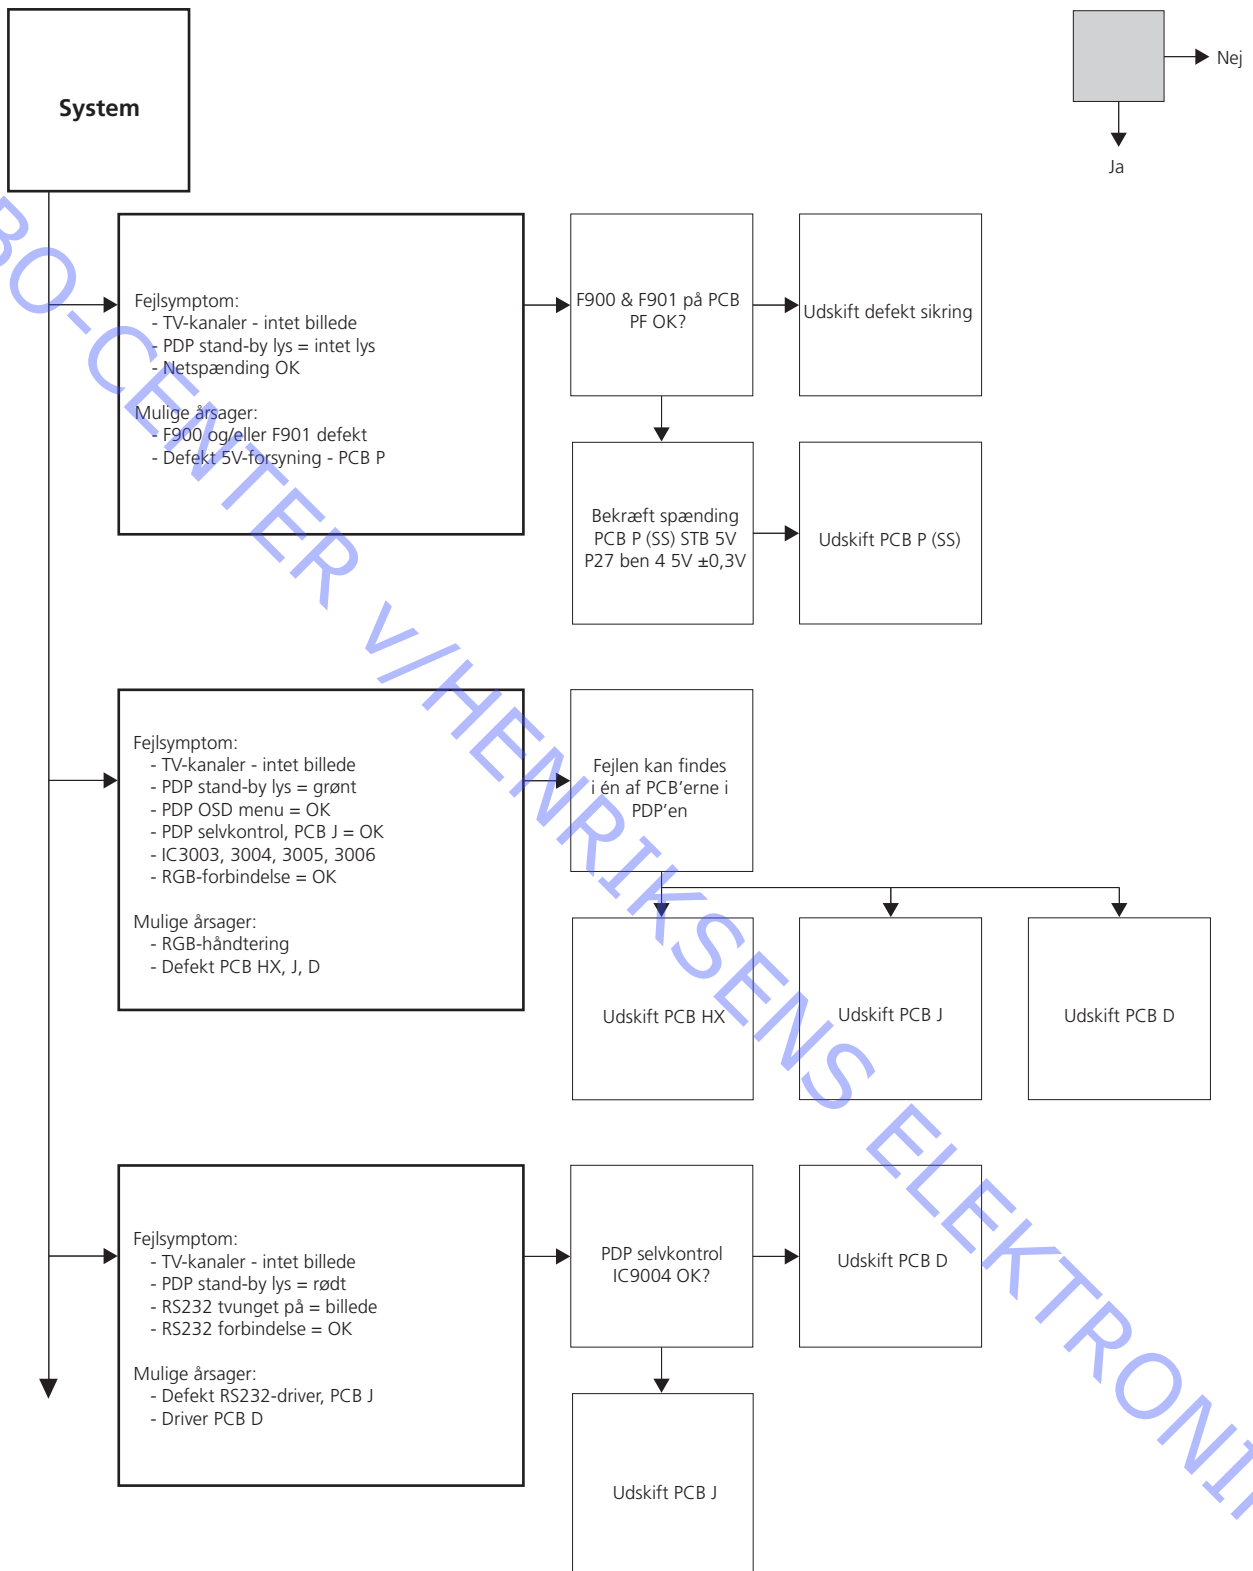 System
Nej
Ja
Fejlsymptom:
- TV-kanaler - intet billede
- PDP stand-by lys = intet lys
- Netspænding OK
Mulige årsager:
- F900 og/eller F901 defekt
- Defekt 5V-forsyning - PCB P
F900 & F901 på PCB
PF OK?
Udskift defekt sikring
Bekræft spænding
PCB P (SS) STB 5V
P27 ben 4 5V ±0,3V
Udskift PCB P (SS)
Fejlsymptom:
- TV-kanaler - intet billede
- PDP stand-by lys = grønt
- PDP OSD menu = OK
- PDP selvkontrol, PCB J = OK
- IC3003, 3004, 3005, 3006
- RGB-forbindelse = OK
Mulige årsager:
- RGB-håndtering
- Defekt PCB HX, J, D
Fejlen kan findes
i én af PCB’erne i
PDP’en
Udskift PCB HX
Udskift PCB J
Udskift PCB D
Fejlsymptom:
- TV-kanaler - intet billede
- PDP stand-by lys = rødt
- RS232 tvunget på = billede
- RS232 forbindelse = OK
Mulige årsager:
- Defekt RS232-driver, PCB J
- Driver PCB D
PDP selvkontrol
IC9004 OK?
Udskift PCB D
Udskift PCB J
BO-CENTER v/HENRIKSENS ELEKTRONI